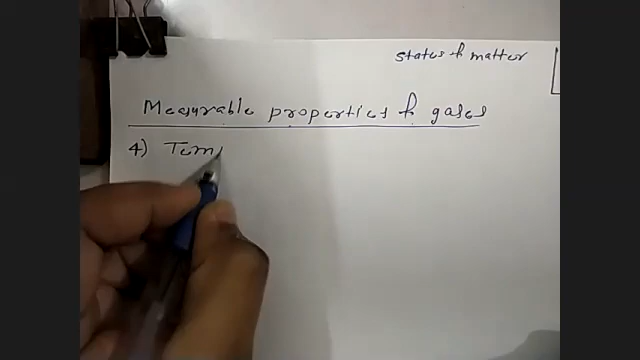 States of matter
Measurable properties of gases
4) Tem